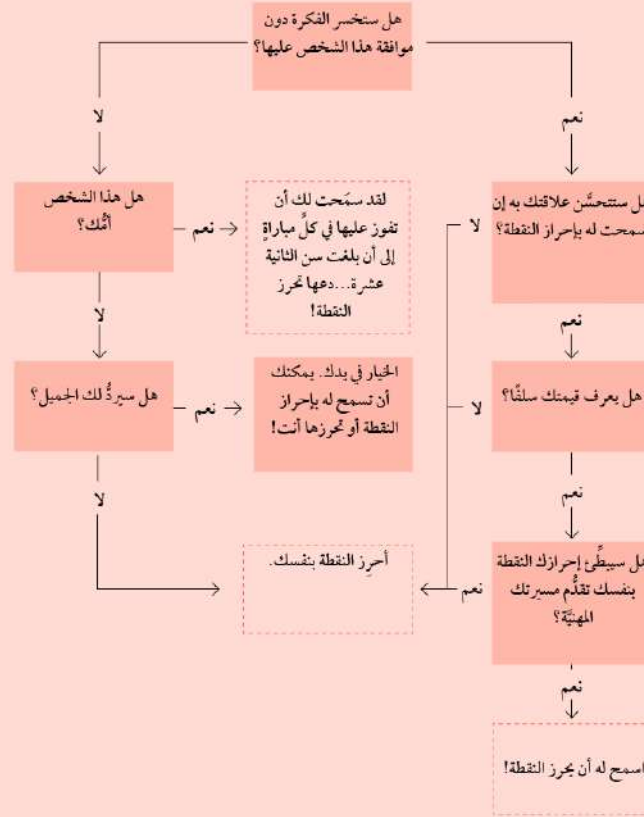 هل ستخسر الفكرة دون
موافقة هذا الشخص عليها؟
نعم
لا
هل ستتحسَّن علاقتك به إن
سمحت له بإحراز النقطة؟
لا
لقد سمَحت لك أن
تفوز عليها في كلِّ مباراةٍ
إلى أن بلغت سن الثانية
عشرة...دعها تحرز
النقطة!
نعم
هل هذا الشخص
أمُّك؟
نعم
لا
هل يعرف قيمتك سلفًا؟
لا
الخيار في يدك. يمكنك
أن تسمح له بإحراز
النقطة أو تحرزها أنت!
نعم
هل سيردُّ لك الجميل؟
نعم
لا
هل سيبطِّئ إحرازك النقطة
بنفسك تقدُّم مسيرتك
المهنيَّة؟
نعم
أحرِز النقطة بنفسك.
نعم
اسمح له أن يحرز النقطة!